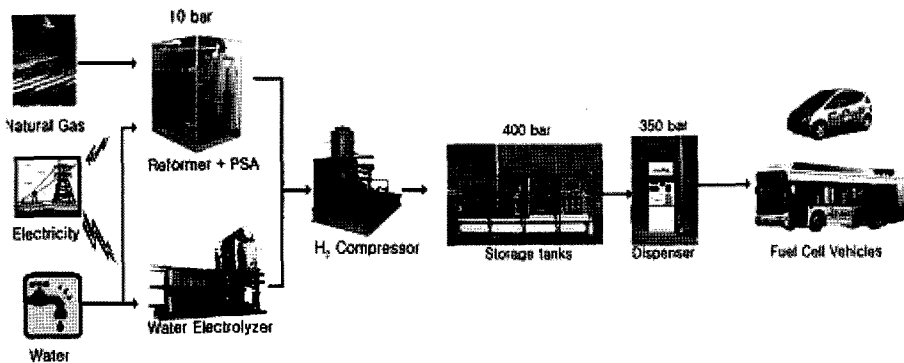 10 bar
Natural Gas
Reformer + PSA
400 bar
350 bar
Electricity
H₂ Compressor
Storage tanks
Dispenser
Fuel Cell Vehicles
Water Electrolyzer
Water